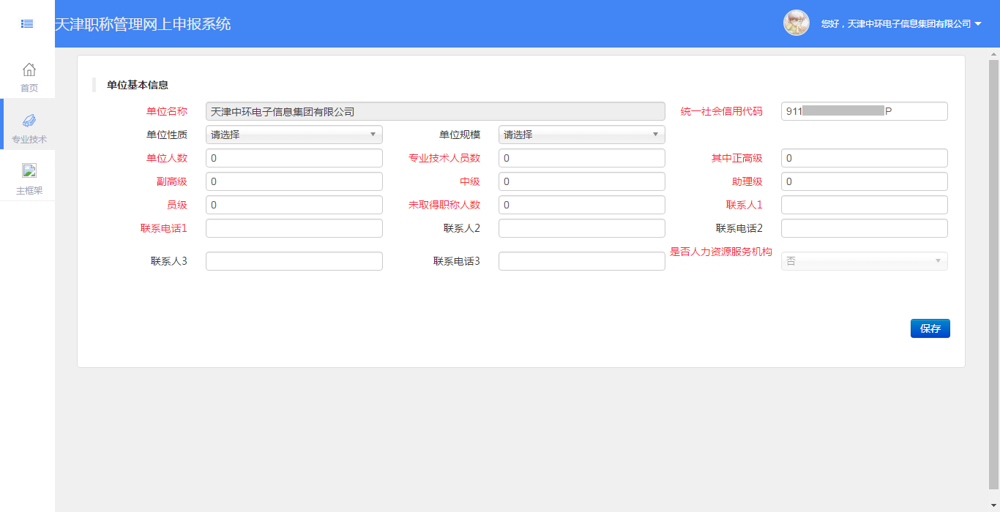 天津职称管理网上申报系统
您好，天津中环电子信息集团有限公司
首页
专业技术
主框架
单位基本信息
单位名称 天津中环电子信息集团有限公司 统一社会信用代码 911 P
单位性质 请选择 单位规模 请选择
单位人数 0 专业技术人员数 0 其中正高级 0
副高级 0 中级 0 助理级 0
员级 0 未取得职称人数 0 联系人1
联系电话1 联系人2 联系电话2
联系人3 联系电话3 是否人力资源服务机构 否
保存